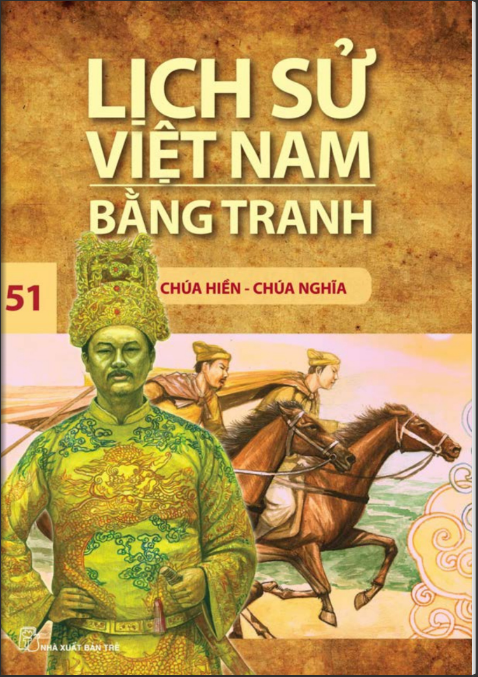 LỊCH SỬ
VIỆT NAM
BẰNG TRANH
51
CHÚA HIỀN - CHÚA NGHĨA
NHÀ XUẤT BẢN TRẺ